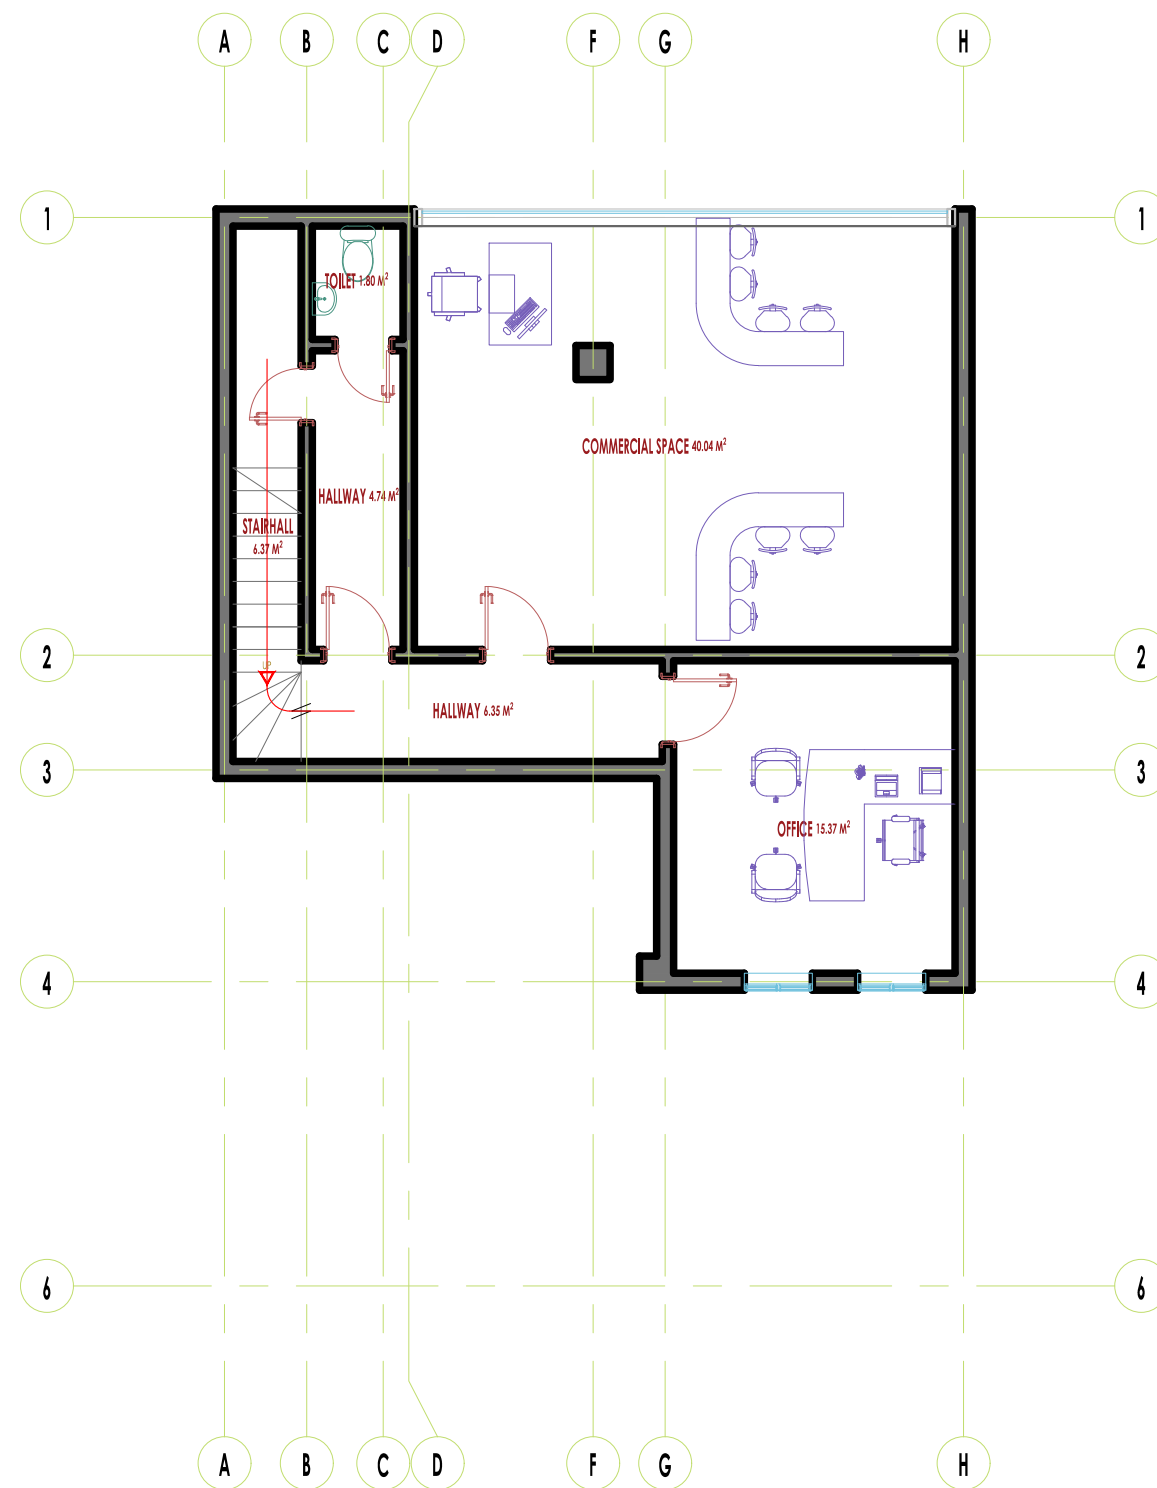 A B C D F G H
1 1
TOILET 1.80 M²
COMMERCIAL SPACE 40.04 M²
HALLWAY 4.74 M²
STAIRHALL
6.37 M²
2 2
UP
HALLWAY 6.35 M²
3 3
OFFICE 15.37 M²
4 4
6 6
A B C D F G H